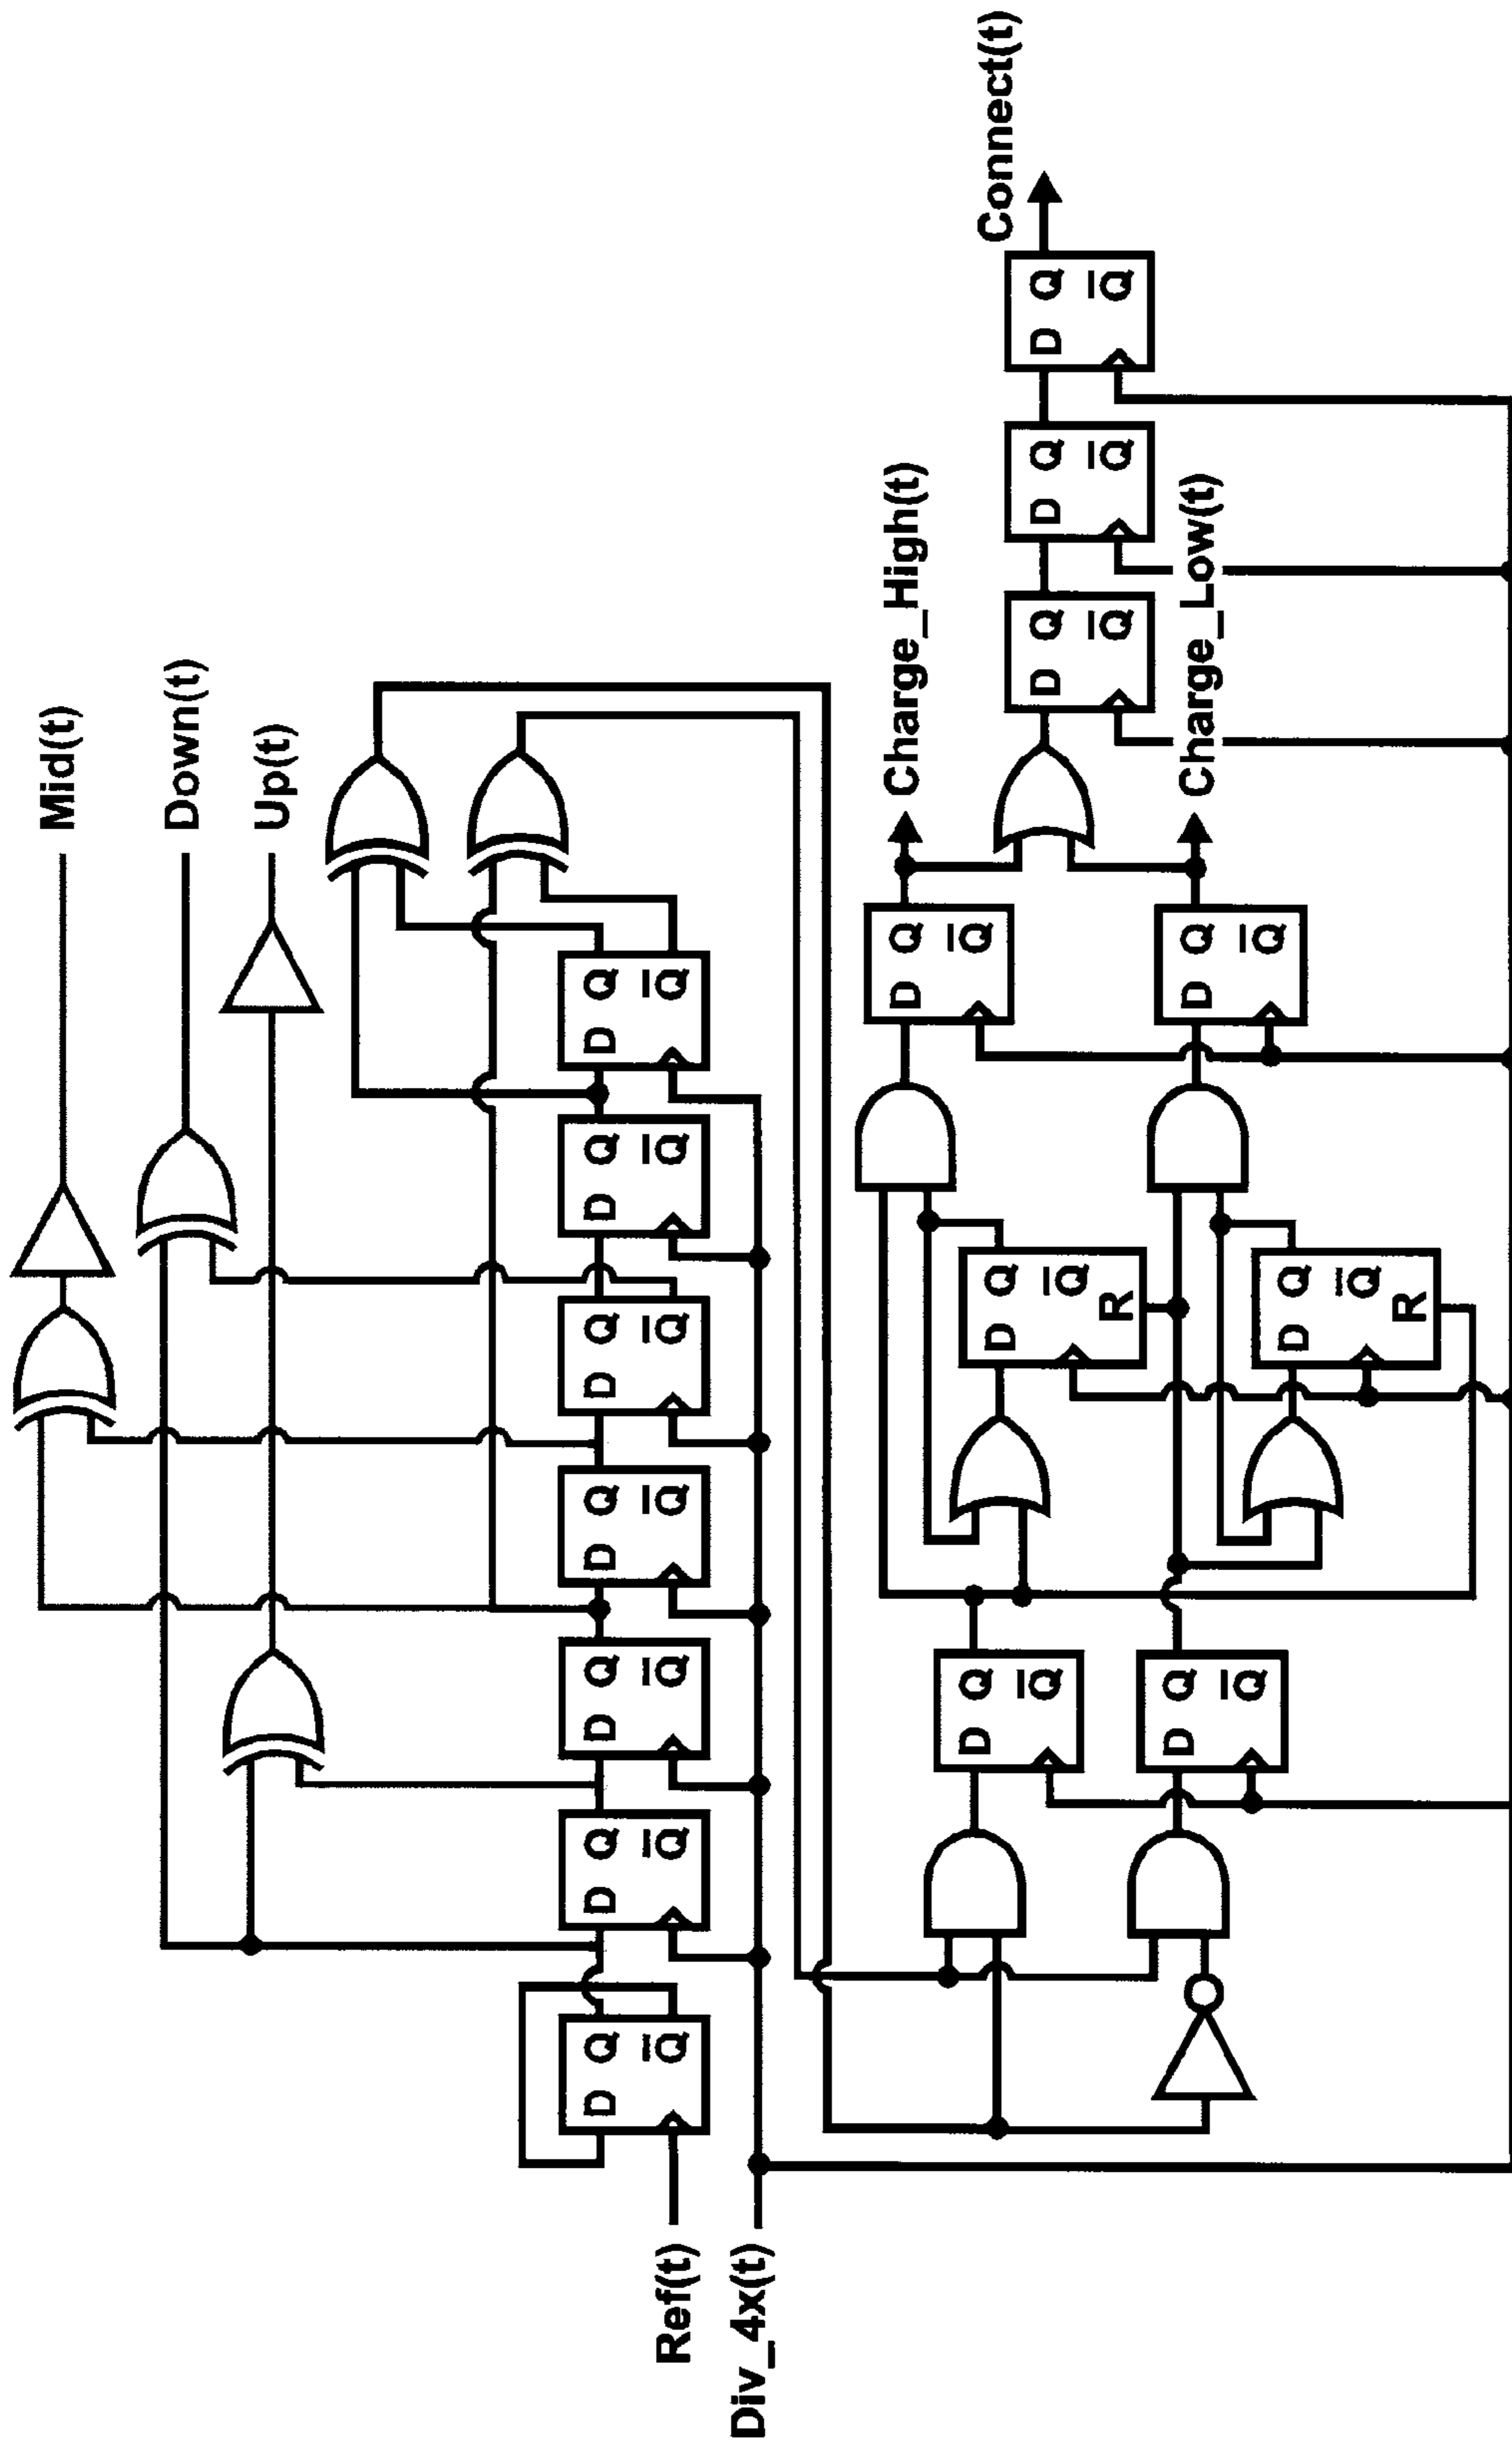 Mid(t)
Down(t)
Up(t)
D Q D Q D Q D Q D Q D Q D Q
Ref(t) Q̅ Q̅ Q̅ Q̅ Q̅ Q̅ Q̅
Div_4x(t)
D Q Charge_High(t)
Q̅
D Q
Q̅
D Q
Q̅
R
Connect(t)
D Q D Q D Q
Q̅ Q̅ Q̅
D Q
Q̅
D Q Charge_Low(t)
Q̅
D Q
Q̅
R